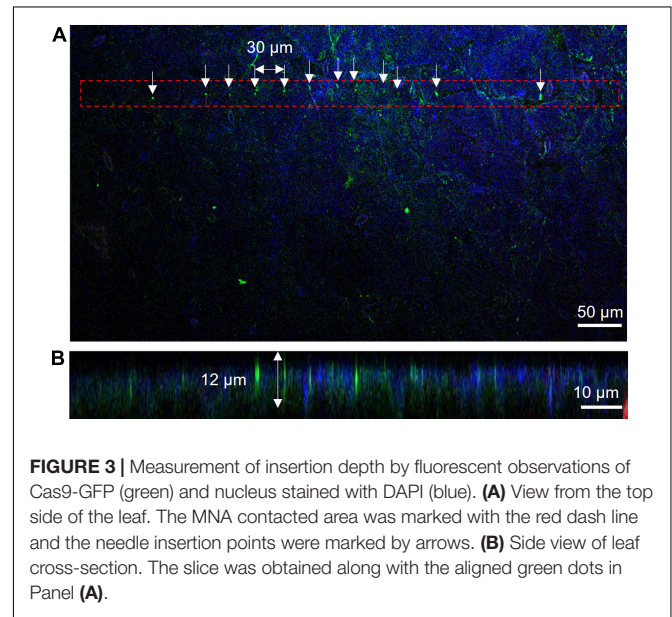 A
30 µm
50 µm
B
12 µm
10 µm
FIGURE 3 | Measurement of insertion depth by fluorescent observations of
Cas9-GFP (green) and nucleus stained with DAPI (blue). (A) View from the top
side of the leaf. The MNA contacted area was marked with the red dash line
and the needle insertion points were marked by arrows. (B) Side view of leaf
cross-section. The slice was obtained along with the aligned green dots in
Panel (A).